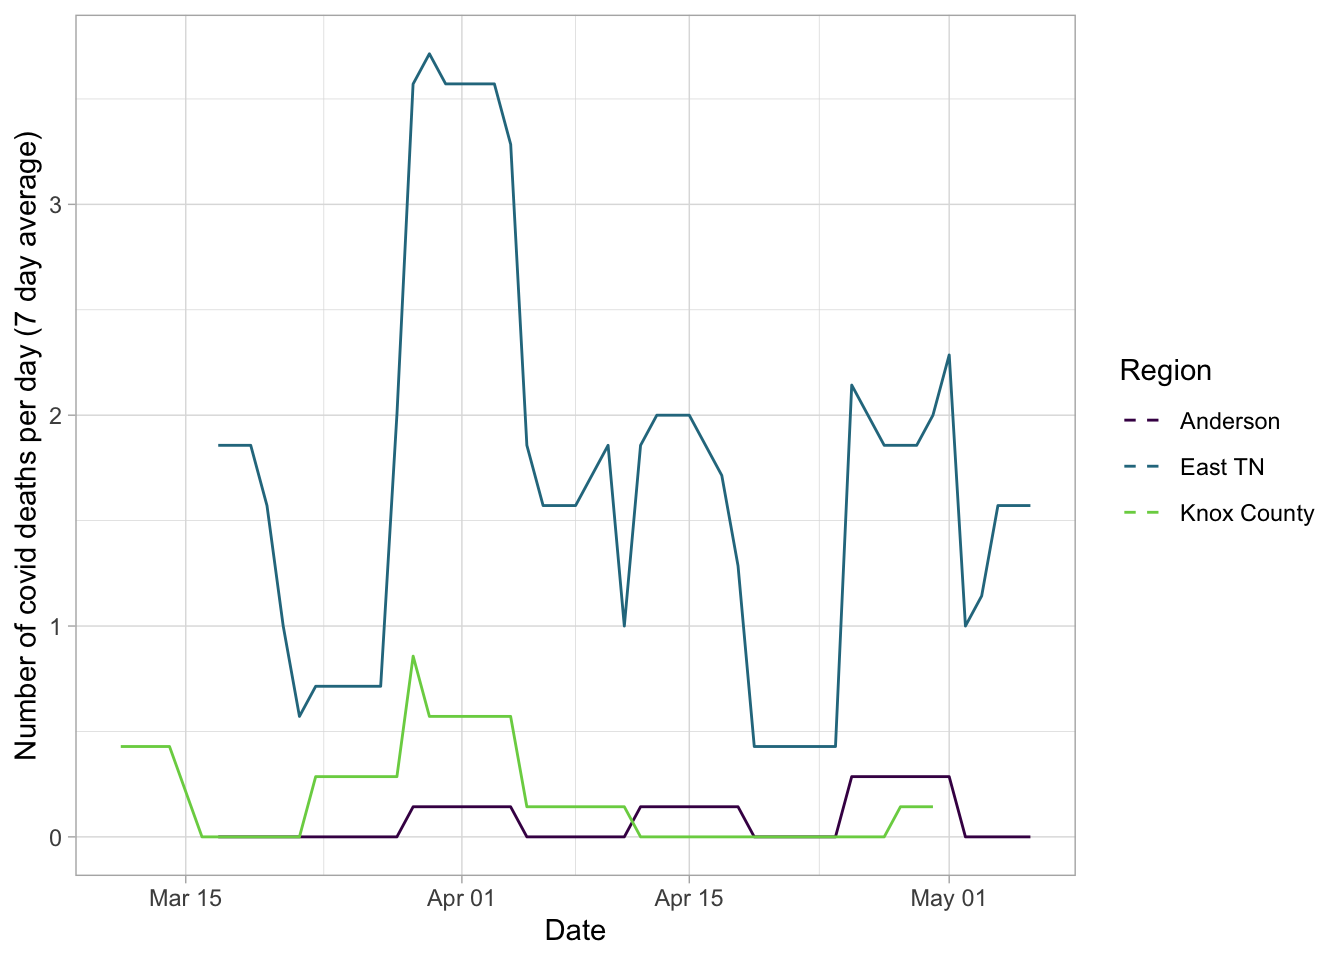 Number of covid deaths per day (7 day average)
3
2
1
0
Mar 15
Apr 01
Apr 15
May 01
Date
Region
Anderson
East TN
Knox County